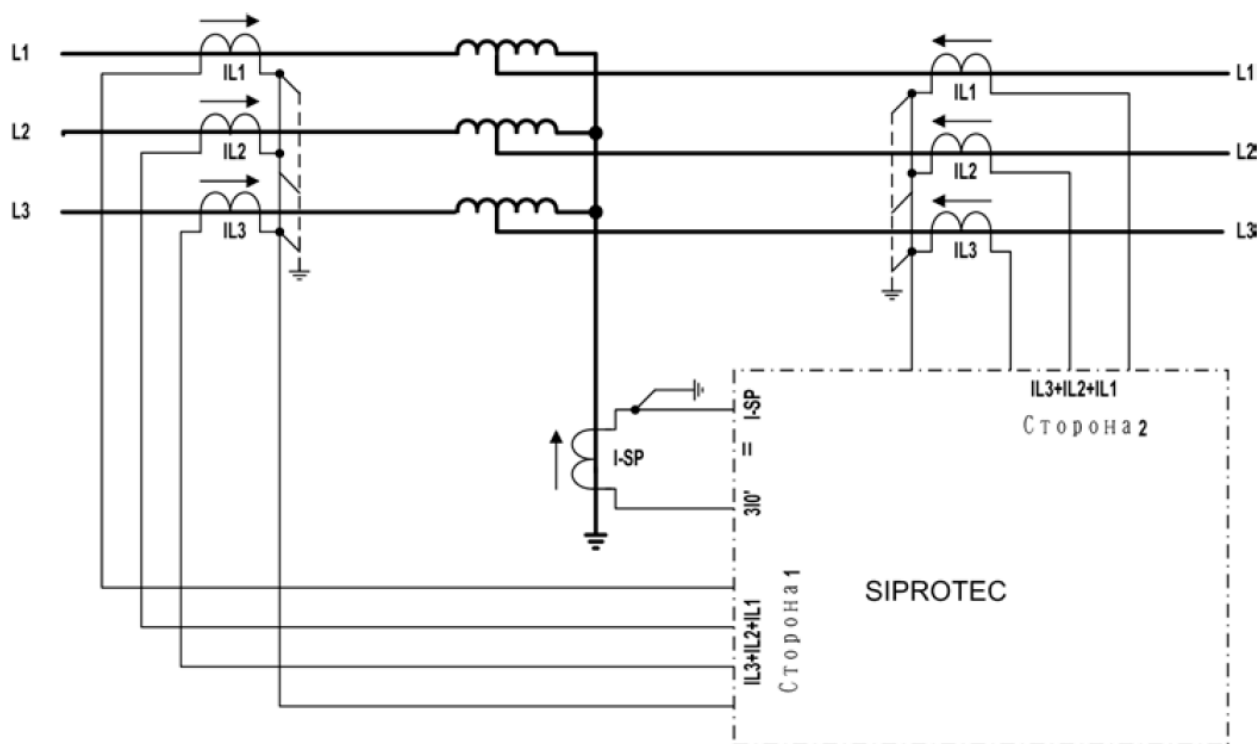 L1
IL1
L1
IL1
L2
IL2
L2
IL2
L3
IL3
L3
IL3
IL3+IL2+IL1
Сторона 2
I-SP
I-SP
=
3I0'
SIPROTEC
IL3+IL2+IL1
Сторона 1